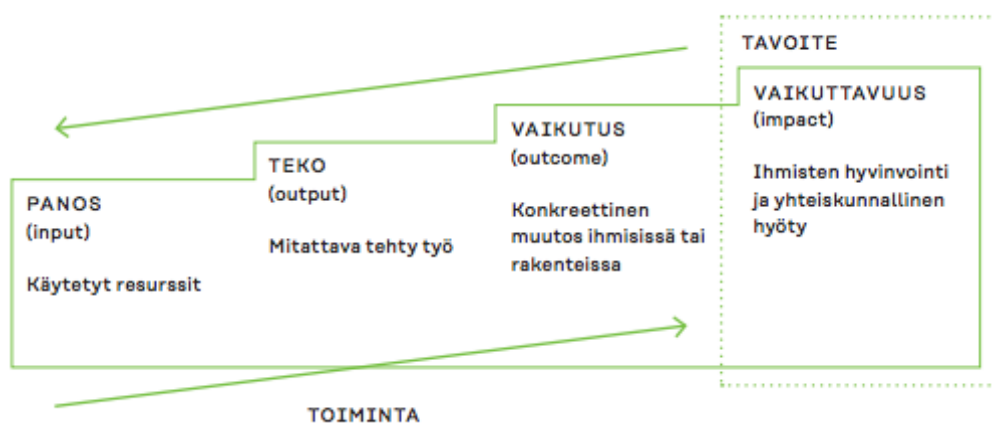 TAVOITE
VAIKUTTAVUUS
(impact)
Ihmisten hyvinvointi
ja yhteiskunnallinen
hyöty
VAIKUTUS
(outcome)
Konkreettinen
muutos ihmisissä tai
rakenteissa
TEKO
(output)
Mitattava tehty työ
PANOS
(input)
Käytetyt resurssit
TOIMINTA